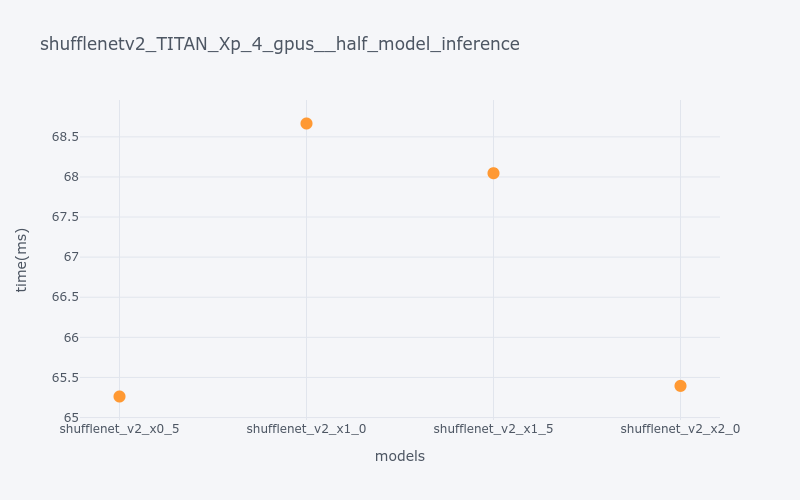 shufflenetv2_TITAN_Xp_4_gpus__half_model_inference
time(ms)
68.5
68
67.5
67
66.5
66
65.5
65
shufflenet_v2_x0_5
shufflenet_v2_x1_0
shufflenet_v2_x1_5
shufflenet_v2_x2_0
models